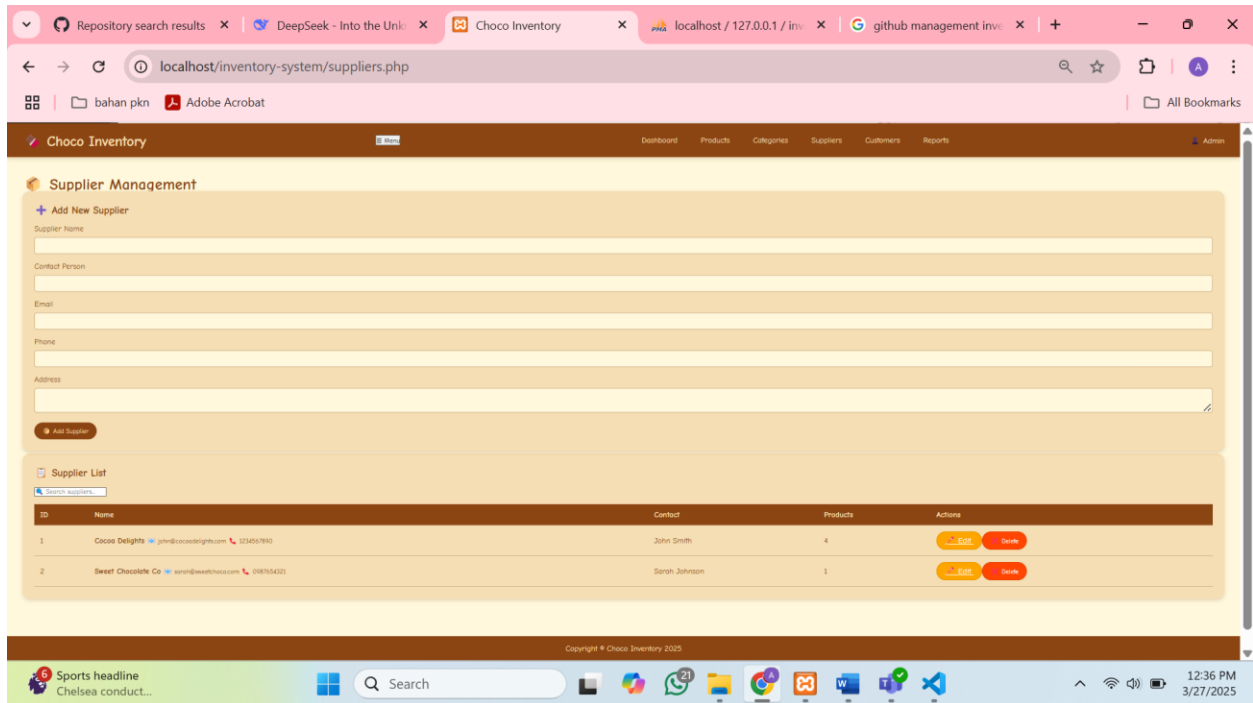 Repository search results
DeepSeek - Into the Unk
Choco Inventory
localhost / 127.0.0.1 / inv
github management inve
localhost/inventory-system/suppliers.php
A
bahan pkn
Adobe Acrobat
All Bookmarks
Choco Inventory
Menu
Dashboard Products Categories Suppliers Customers Reports
Admin
Supplier Management
Add New Supplier
Supplier Name
Contact Person
Email
Phone
Address
Add Supplier
Supplier List
Search suppliers...
ID Name Contact Products Actions
1 Cocoa Delights john@cocoadelights.com 1234567890 John Smith 4 Edit Delete
2 Sweet Chocolate Co sarah@sweetchoco.com 0987654321 Sarah Johnson 1 Edit Delete
Copyright © Choco Inventory 2025
6
Sports headline
Chelsea conduct...
Search
21
12:36 PM
3/27/2025